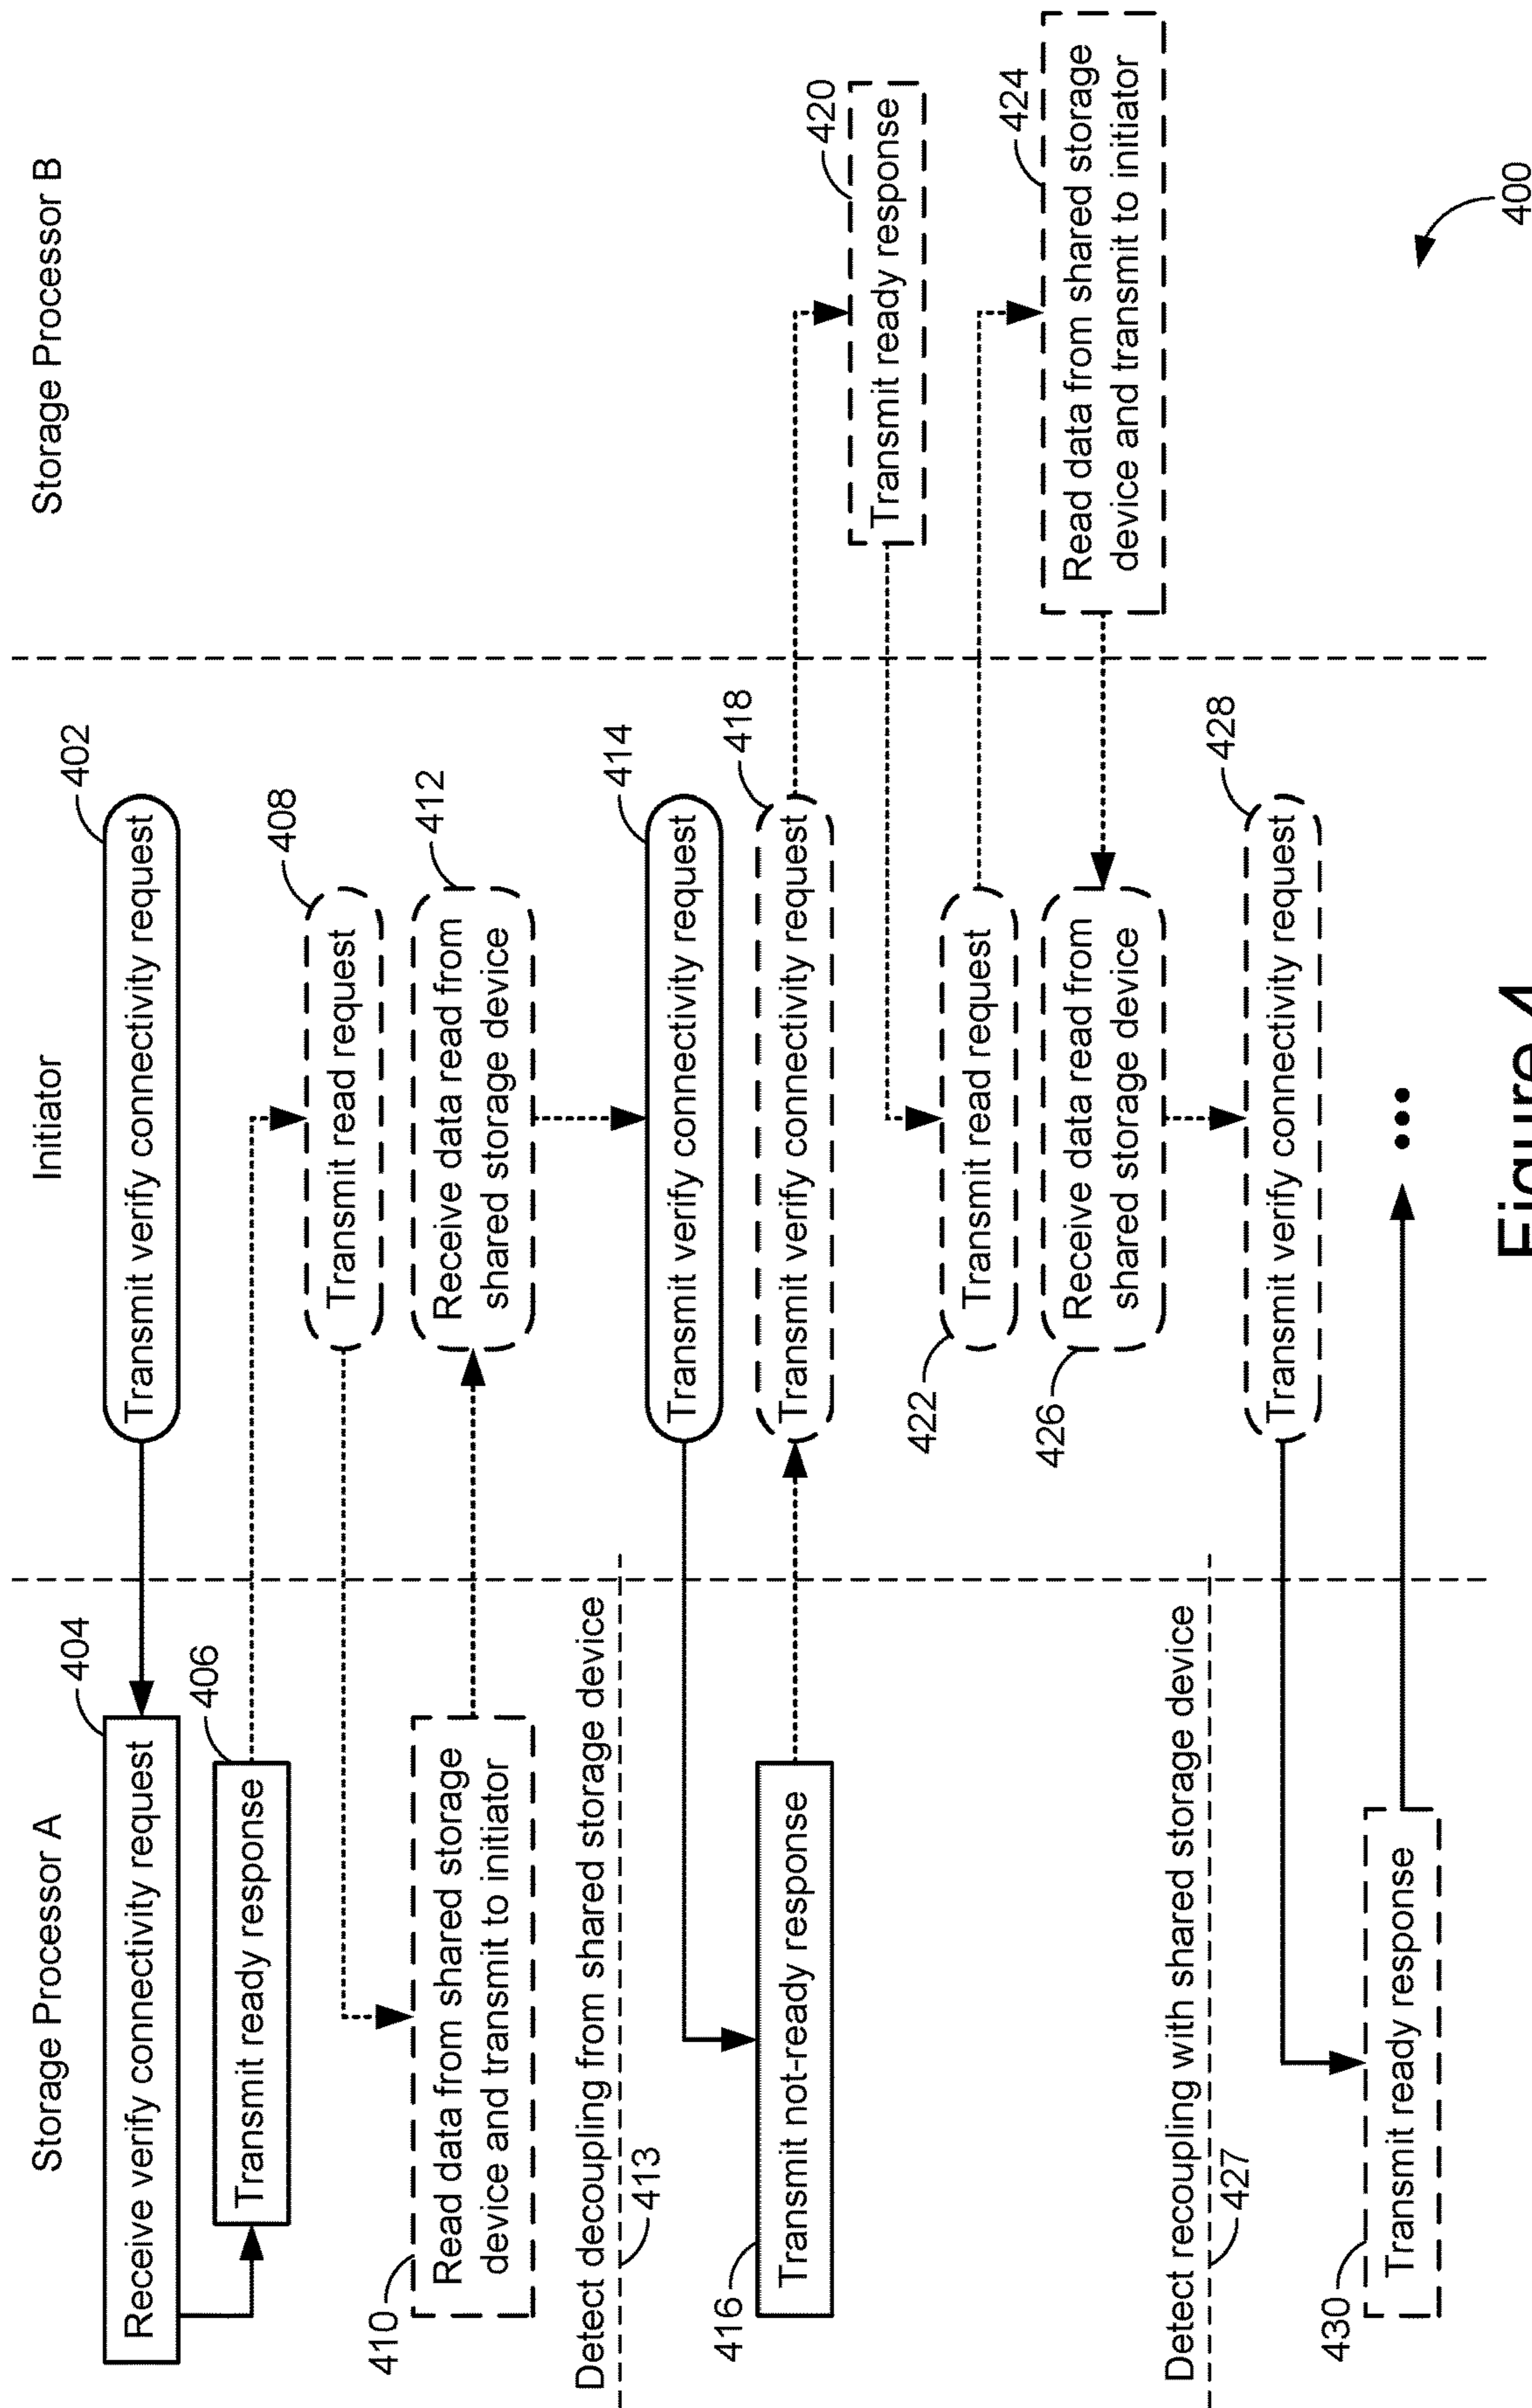 Storage Processor A
Initiator
Storage Processor B
402
Transmit verify connectivity request
404
Receive verify connectivity request
406
Transmit ready response
408
Transmit read request
410
Read data from shared storage
device and transmit to initiator
412
Receive data read from
shared storage device
Detect decoupling from shared storage device
413
414
Transmit verify connectivity request
416
Transmit not-ready response
418
Transmit verify connectivity request
420
Transmit ready response
422
Transmit read request
424
Read data from shared storage
device and transmit to initiator
426
Receive data read from
shared storage device
Detect recoupling with shared storage device
427
428
Transmit verify connectivity request
430
Transmit ready response
•••
400
Figure 4